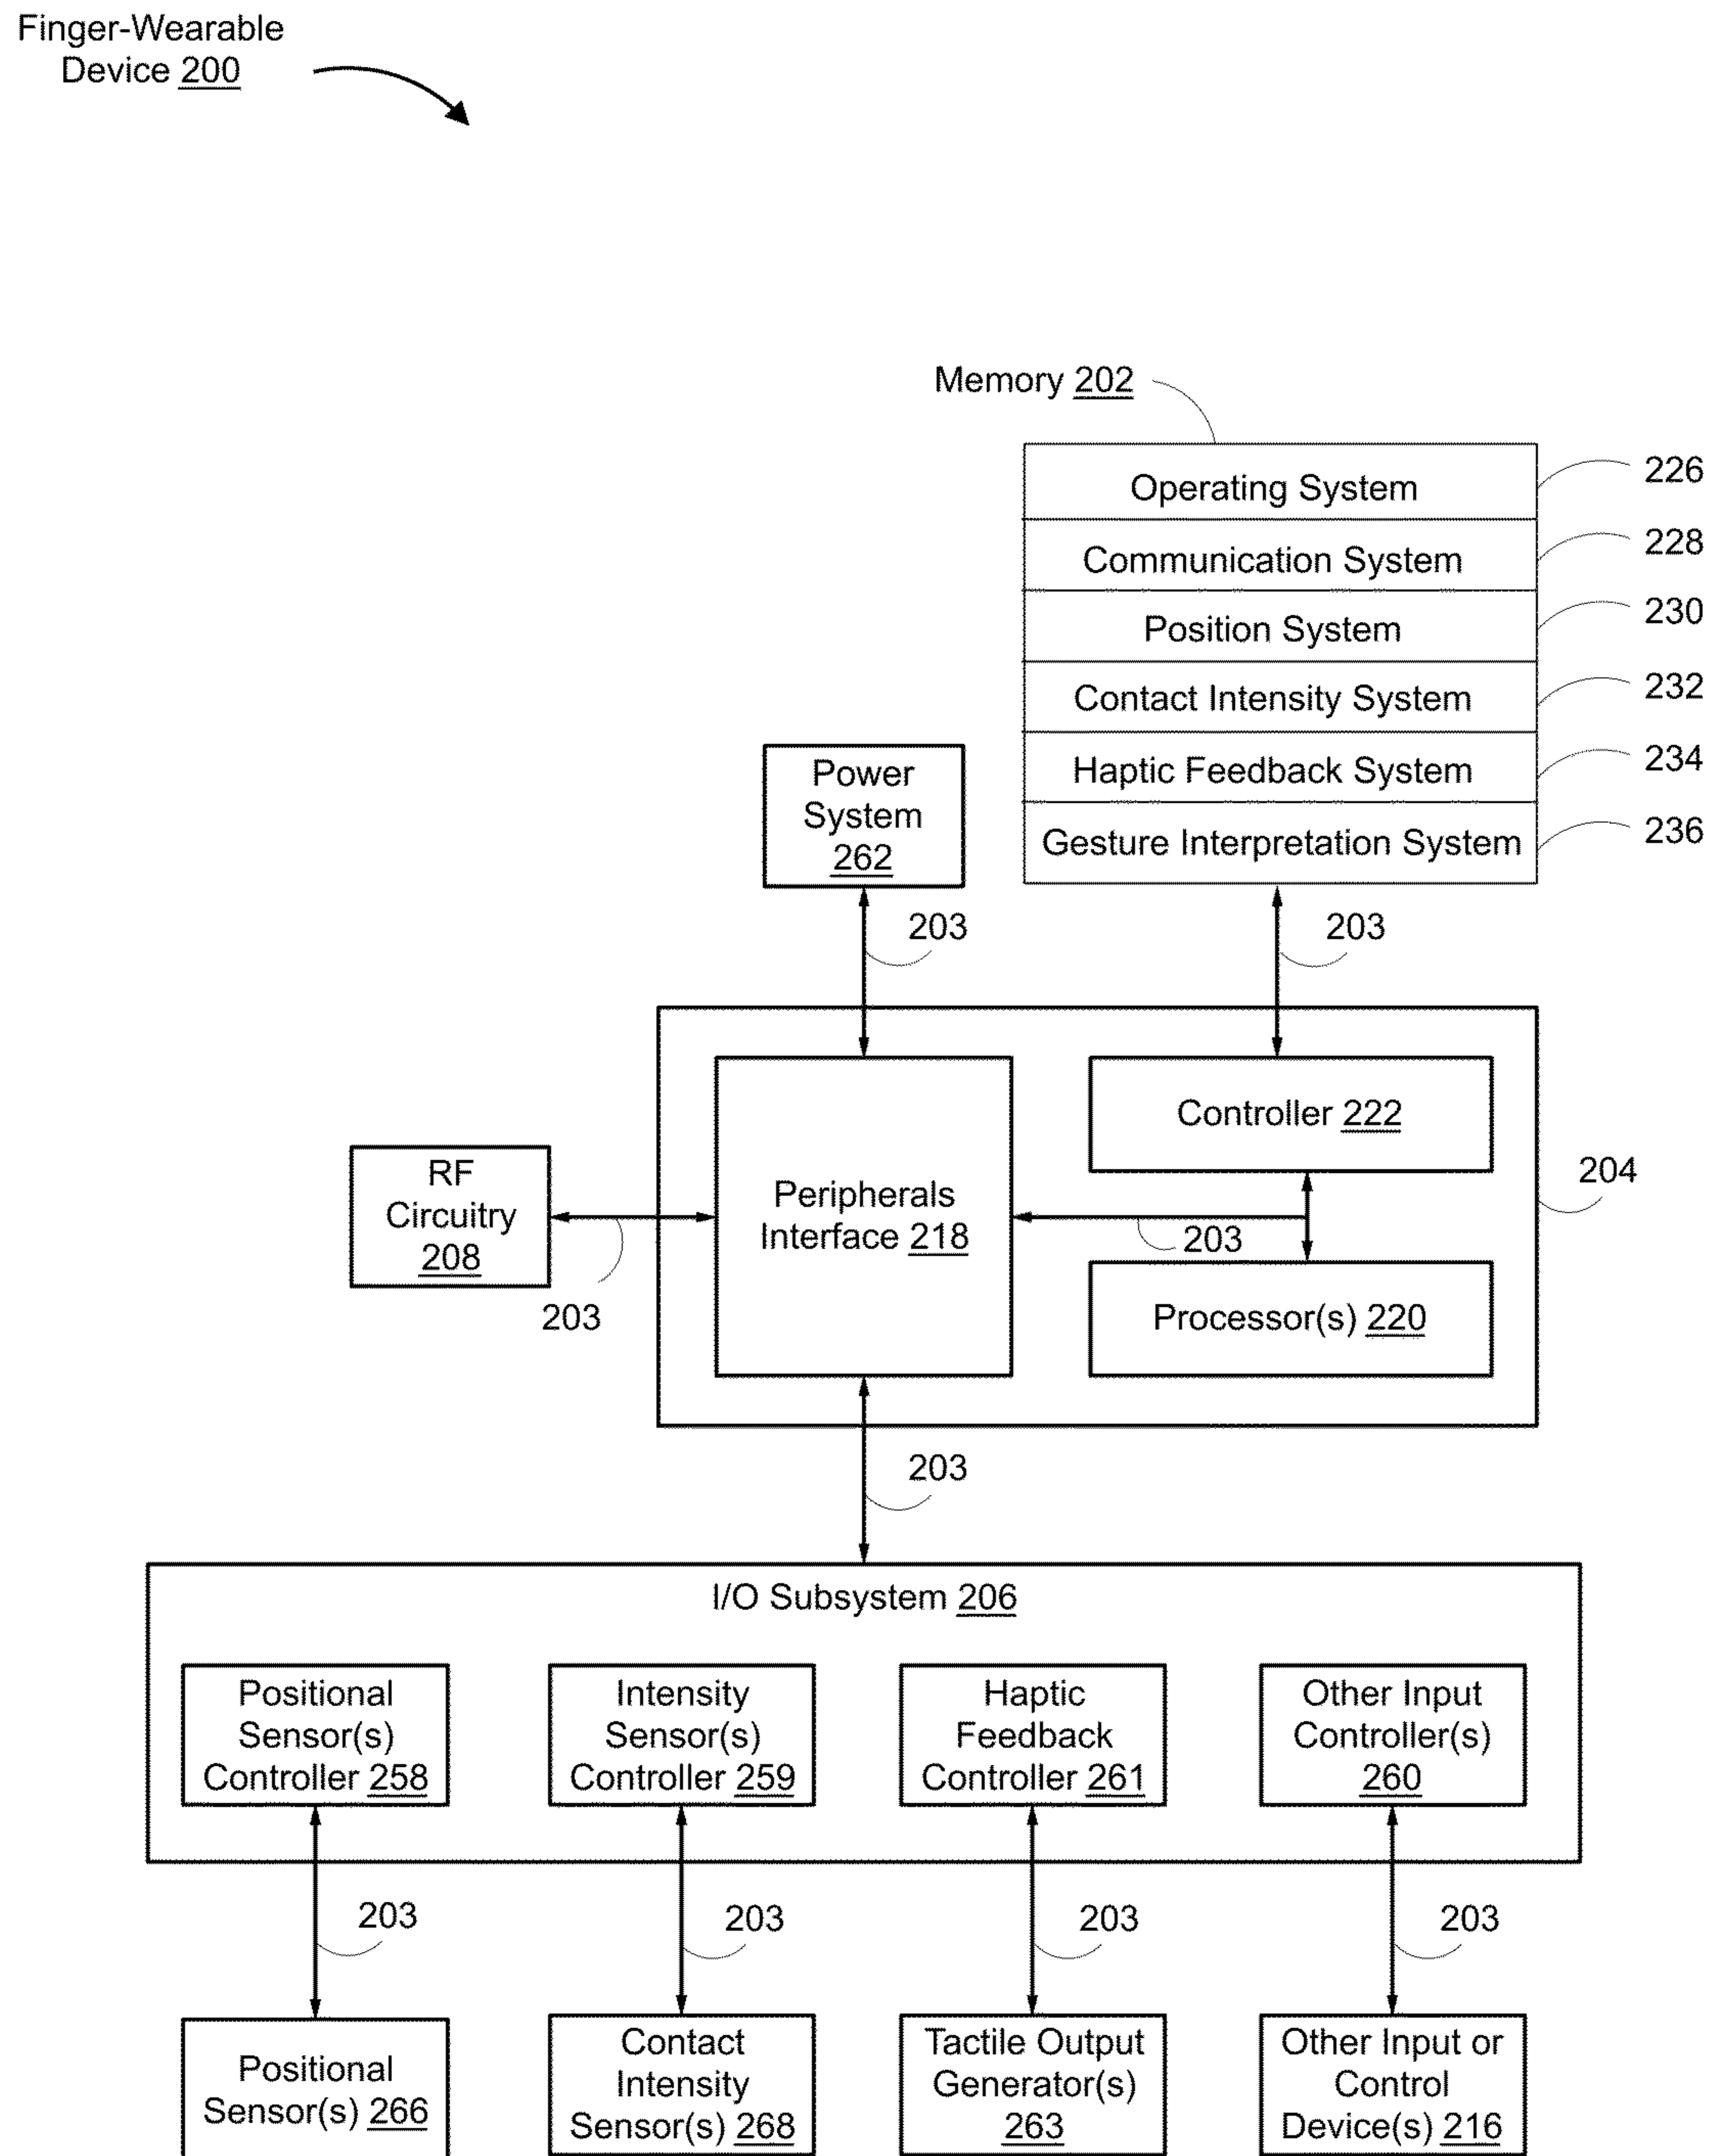 Finger-Wearable
Device 200
Memory 202
Operating System
226
Communication System
228
Position System
230
Contact Intensity System
232
Haptic Feedback System
234
Gesture Interpretation System
236
Power
System
262
203
203
Peripherals
Interface 218
Controller 222
204
RF
Circuitry
208
203
203
Processor(s) 220
203
I/O Subsystem 206
Positional
Sensor(s)
Controller 258
Intensity
Sensor(s)
Controller 259
Haptic
Feedback
Controller 261
Other Input
Controller(s)
260
203
203
203
203
Positional
Sensor(s) 266
Contact
Intensity
Sensor(s) 268
Tactile Output
Generator(s)
263
Other Input or
Control
Device(s) 216